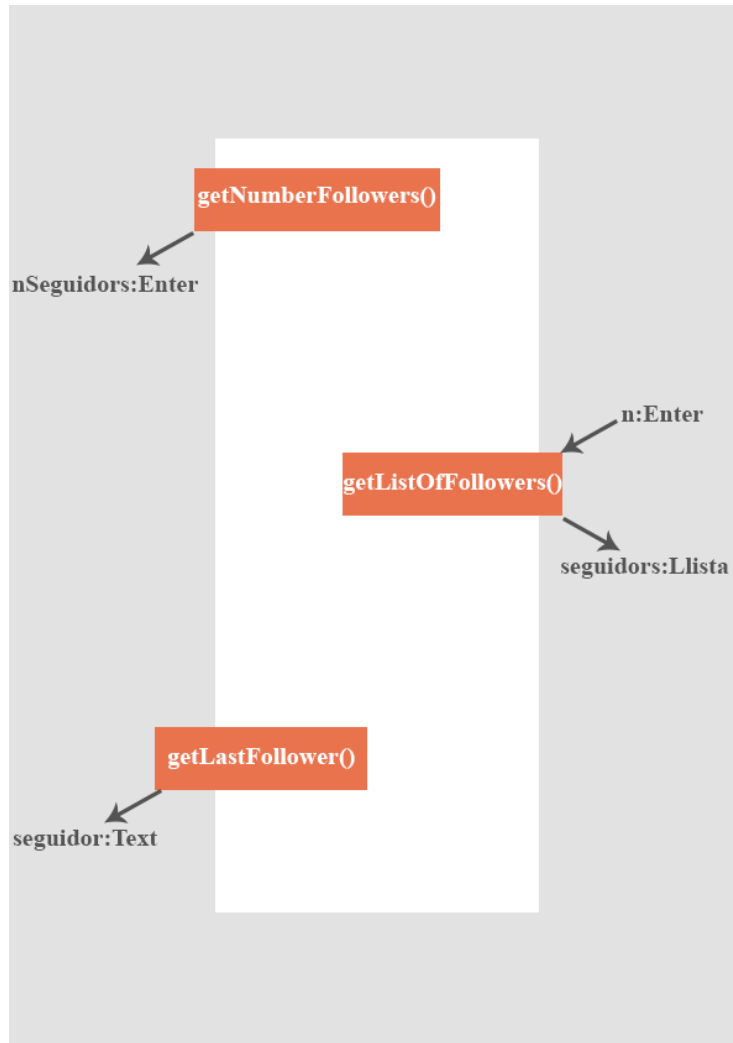 getNumberFollowers()
nSeguidors:Enter
n:Enter
getListOfFollowers()
seguidors:Llista
getLastFollower()
seguidor:Text